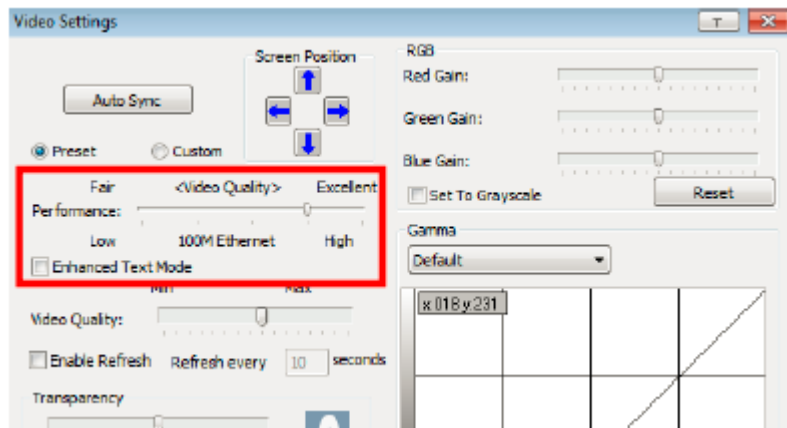 Video Settings
T
Screen Position
Auto Sync
Preset Custom
Fair <Video Quality> Excellent
Performance:
Low 100M Ethernet High
Enhanced Text Mode
Min Max
Video Quality:
Enable Refresh Refresh every 10 seconds
Transparency
RGB
Red Gain:
Green Gain:
Blue Gain:
Set To Grayscale Reset
Gamma
Default
x:018 y:231